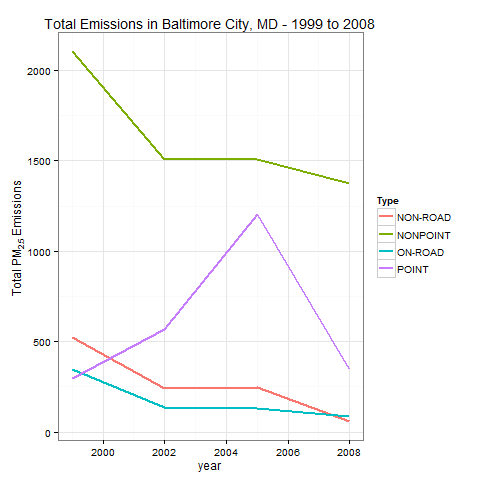 Total Emissions in Baltimore City, MD - 1999 to 2008
Total PM2.5 Emissions
2000
1500
1000
500
0
2000
2002
2004
2006
2008
year
Type
NON-ROAD
NONPOINT
ON-ROAD
POINT